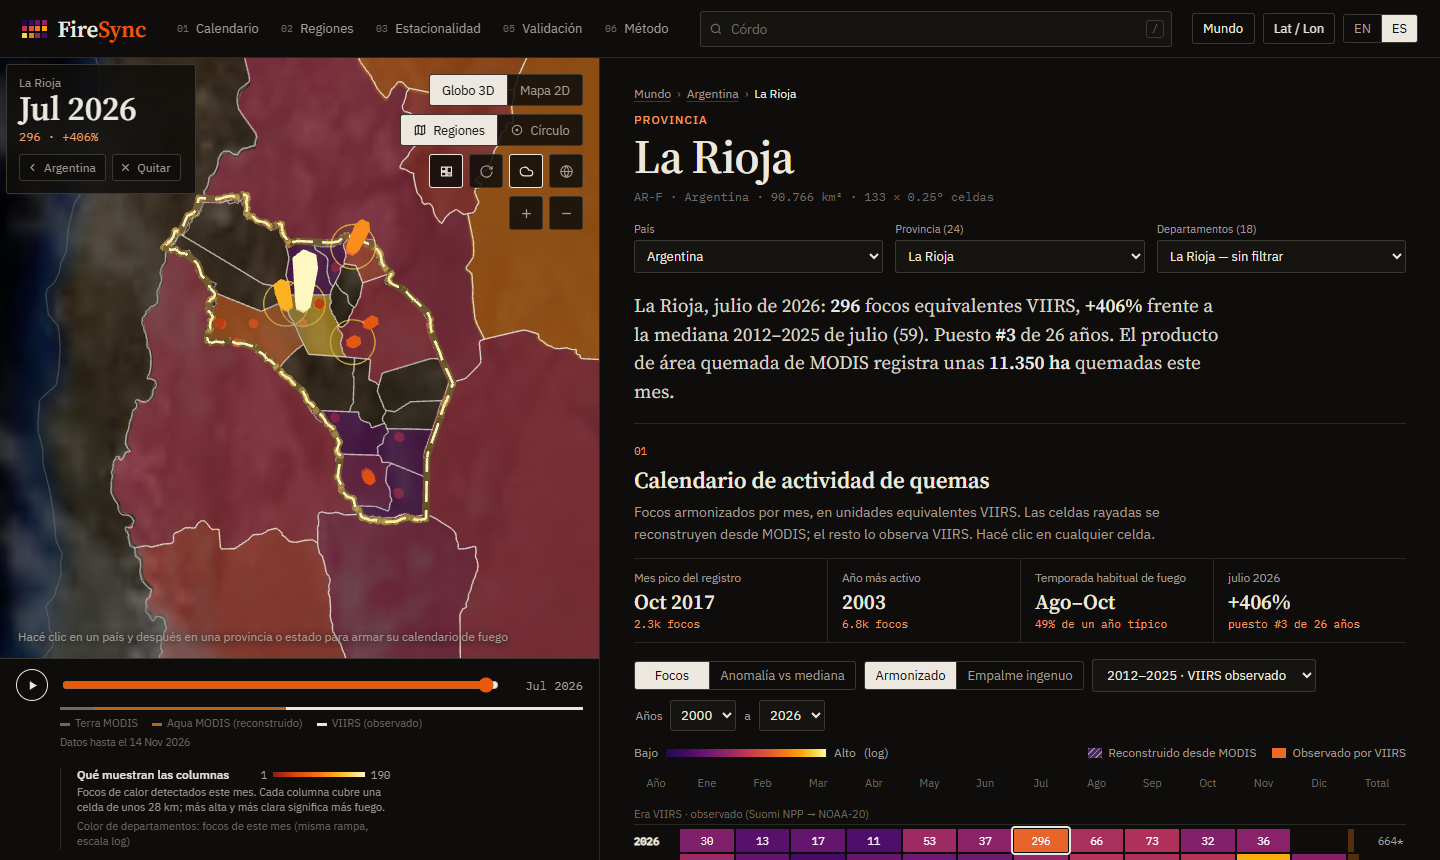 FireSync
01 Calendario
02 Regiones
03 Estacionalidad
05 Validación
06 Método
Córdo
/
Mundo
Lat / Lon
EN
ES
La Rioja
Jul 2026
296 · +406%
Argentina
Quitar
Globo 3D
Mapa 2D
Regiones
Círculo
+
−
Hacé clic en un país y después en una provincia o estado para armar su calendario de fuego
Jul 2026
Terra MODIS
Aqua MODIS (reconstruido)
VIIRS (observado)
Datos hasta el 14 Nov 2026
Qué muestran las columnas
1
190
Focos de calor detectados este mes. Cada columna cubre una
celda de unos 28 km; más alta y más clara significa más fuego.
Color de departamentos: focos de este mes (misma rampa,
escala log)
Mundo › Argentina › La Rioja
PROVINCIA
La Rioja
AR-F · Argentina · 90.766 km² · 133 × 0.25° celdas
País
Argentina
Provincia (24)
La Rioja
Departamentos (18)
La Rioja — sin filtrar
La Rioja, julio de 2026: 296 focos equivalentes VIIRS, +406% frente a
la mediana 2012–2025 de julio (59). Puesto #3 de 26 años. El producto
de área quemada de MODIS registra unas 11.350 ha quemadas este
mes.
01
Calendario de actividad de quemas
Focos armonizados por mes, en unidades equivalentes VIIRS. Las celdas rayadas se
reconstruyen desde MODIS; el resto lo observa VIIRS. Hacé clic en cualquier celda.
Mes pico del registro
Oct 2017
2.3k focos
Año más activo
2003
6.8k focos
Temporada habitual de fuego
Ago–Oct
49% de un año típico
julio 2026
+406%
puesto #3 de 26 años
Focos
Anomalía vs mediana
Armonizado
Empalme ingenuo
2012–2025 · VIIRS observado
Años
2000
a
2026
Bajo
Alto (log)
Reconstruido desde MODIS
Observado por VIIRS
Año Ene Feb Mar Abr May Jun Jul Ago Sep Oct Nov Dic Total
Era VIIRS · observado (Suomi NPP → NOAA-20)
2026 30 13 17 11 53 37 296 66 73 32 36 664*